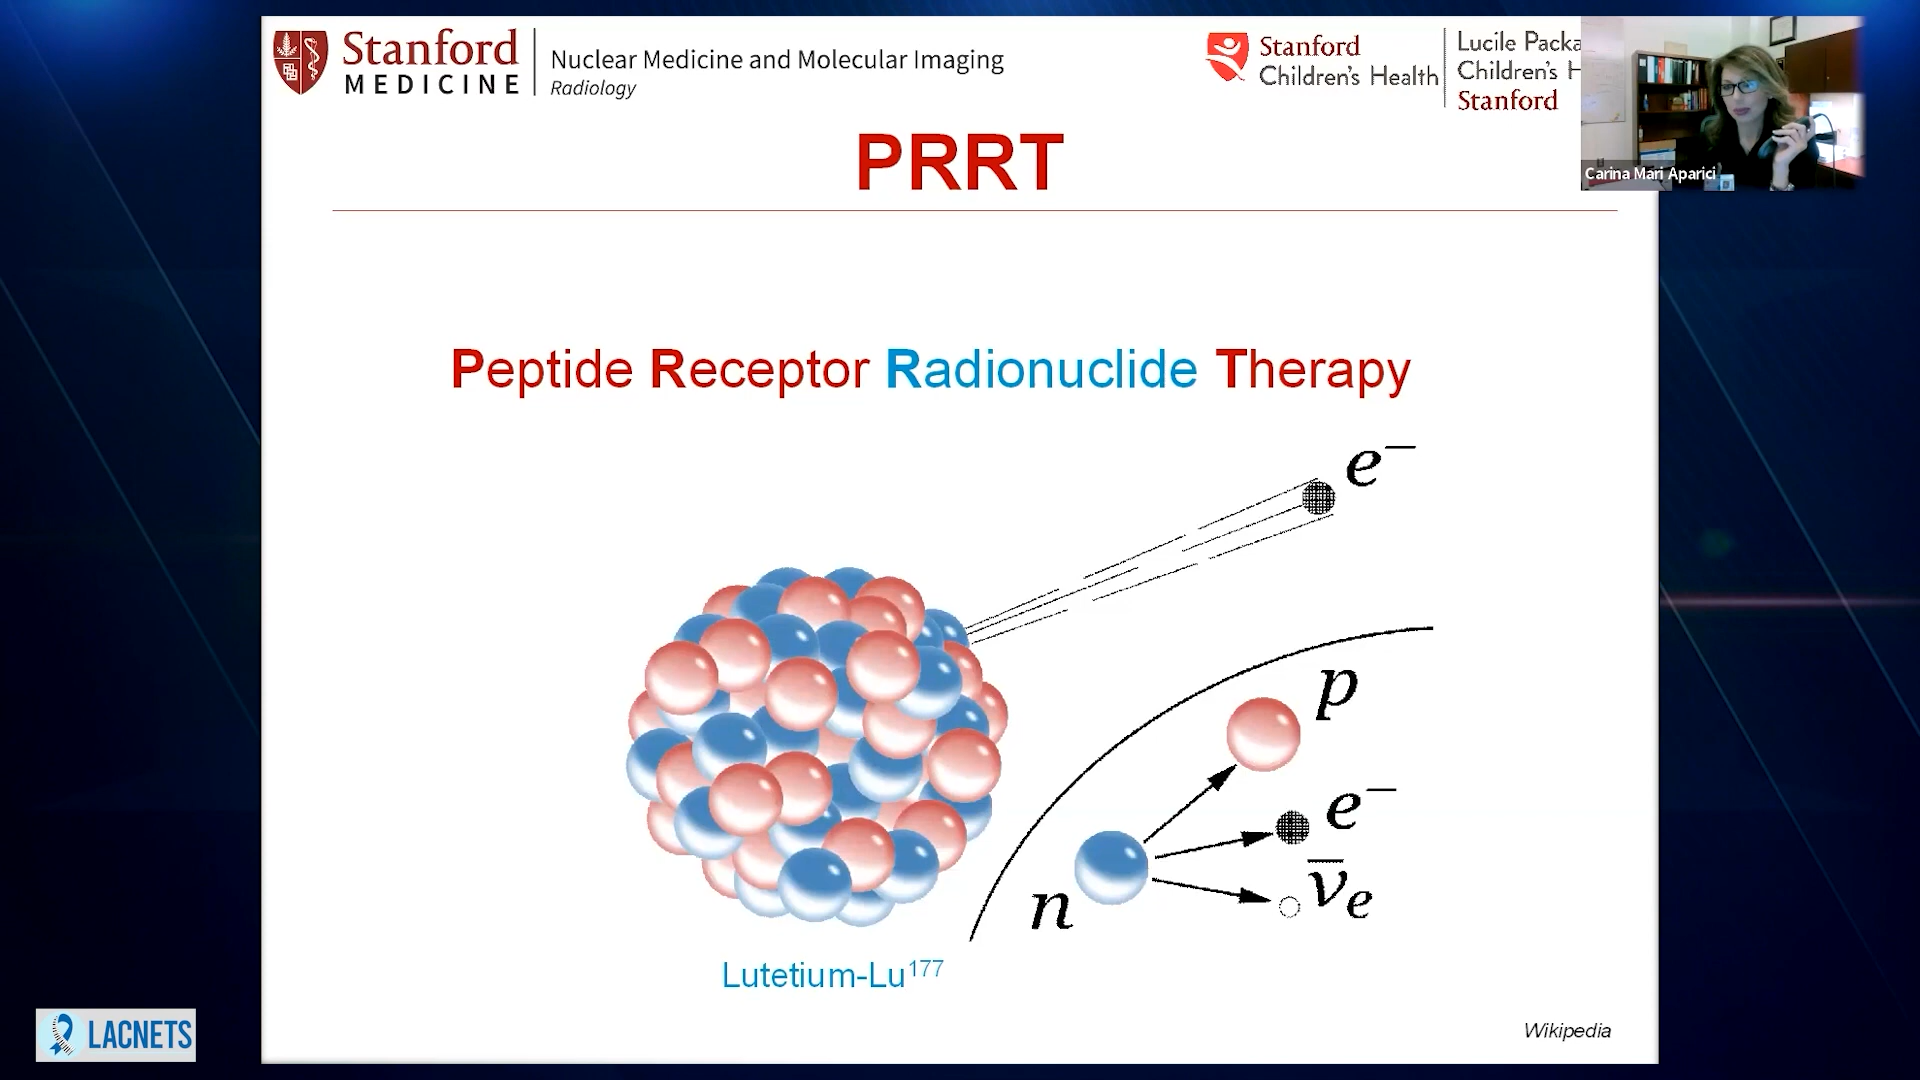 Stanford
MEDICINE
Nuclear Medicine and Molecular Imaging
Radiology
Stanford
Children's Health
Lucile Packa
Children's H
Stanford
Carina Mari Aparici
PRRT
Peptide Receptor Radionuclide Therapy
e⁻
p
e⁻
n
ν̅ₑ
Lutetium-Lu¹⁷⁷
LACNETS
Wikipedia